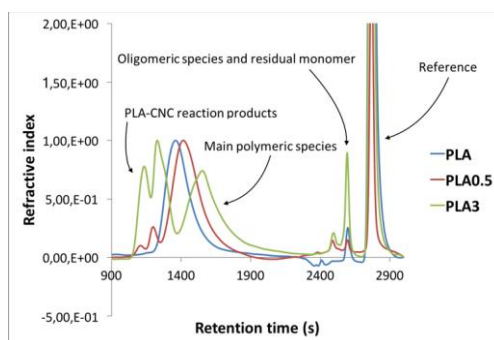 2,00,E+00
1,50,E+00
1,00,E+00
5,00,E-01
0,00,E+00
-5,00,E-01
Refractive index
Oligomeric species and residual monomer
Reference
PLA-CNC reaction products
Main polymeric species
PLA
PLA0.5
PLA3
900 1400 1900 2400 2900
Retention time (s)